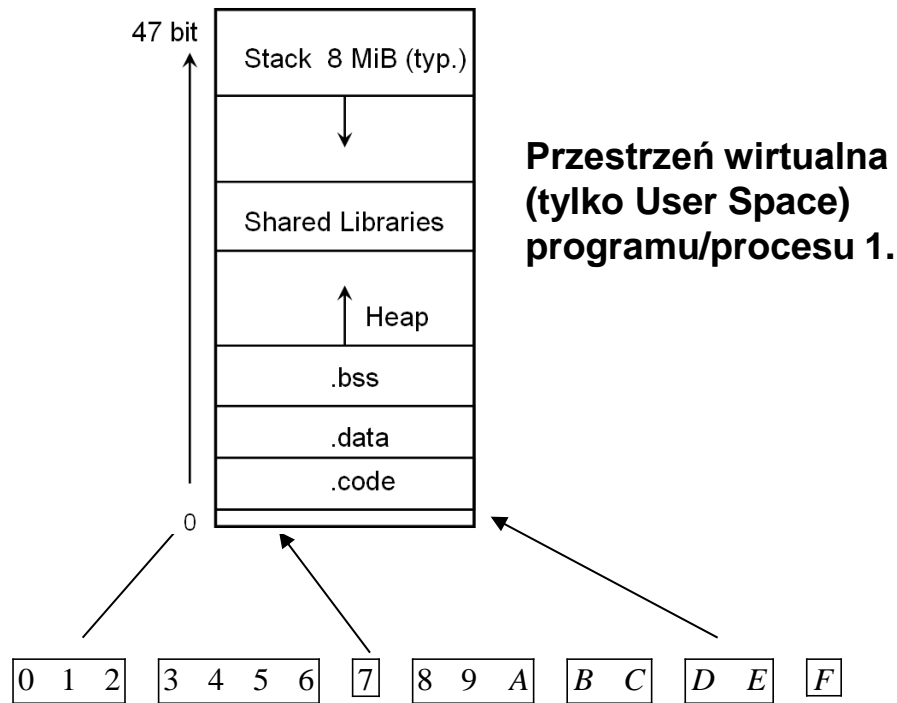 47 bit
Stack 8 MiB (typ.)
Przestrzeń wirtualna
(tylko User Space)
programu/procesu 1.
Shared Libraries
Heap
.bss
.data
.code
0
0 1 2 3 4 5 6 7 8 9 A B C D E F